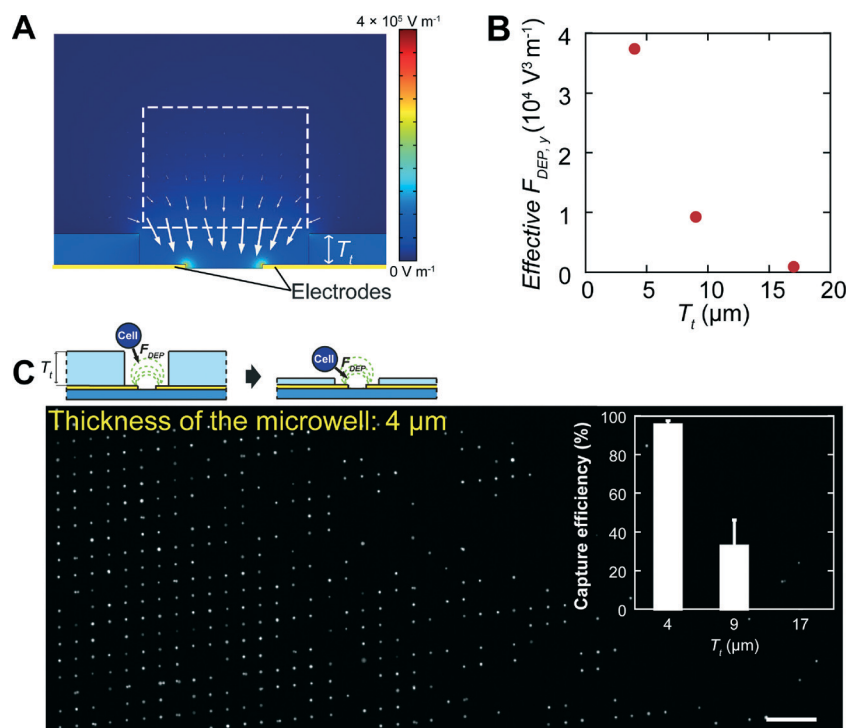 A
4 × 10⁵ V m⁻¹
T_t
0 V m⁻¹
Electrodes
B
Effective F_DEP, y (10⁴ V³ m⁻¹)
4
3
2
1
0
0 5 10 15 20
T_t (μm)
C
Cell
F_DEP
T_t
Cell
F_DEP
Thickness of the microwell: 4 μm
Capture efficiency (%)
100
80
60
40
20
0
4 9 17
T_t (μm)